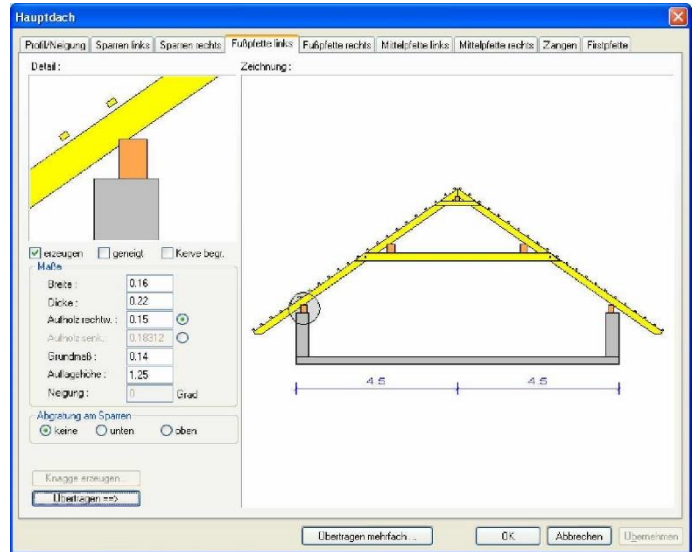 Hauptdach
Profil/Neigung Sparren links Sparren rechts Fußpfette links Fußpfette rechts Mittelpfette links Mittelpfette rechts Zangen Firstpfette
Detail :
Zeichnung :
erzeugen geneigt Kerve begr.
Maße
Breite : 0.16
Dicke : 0.22
Aufholz rechtw. : 0.15
Aufholz senk. : 0.18312
Grundmaß : 0.14
Auflagehöhe : 1.25
Neigung : 0 Grad
Abgratung am Sparren
keine unten oben
Knagge erzeugen...
Übertragen ==>
4.5 4.5
Übertragen mehrfach ... OK Abbrechen Übernehmen